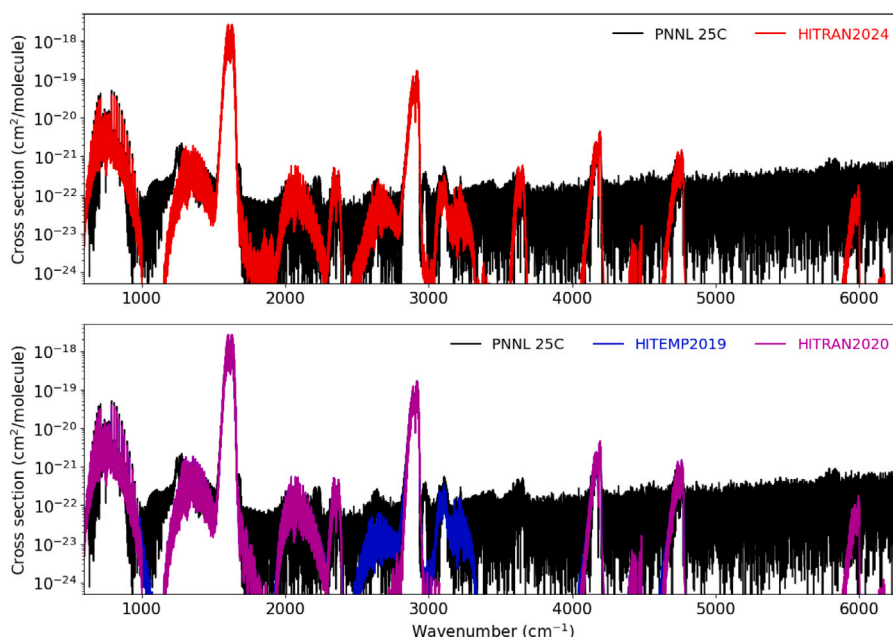 PNNL 25C HITRAN2024
Cross section (cm²/molecule)
10⁻¹⁸
10⁻¹⁹
10⁻²⁰
10⁻²¹
10⁻²²
10⁻²³
10⁻²⁴
1000 2000 3000 4000 5000 6000
PNNL 25C HITEMP2019 HITRAN2020
Cross section (cm²/molecule)
10⁻¹⁸
10⁻¹⁹
10⁻²⁰
10⁻²¹
10⁻²²
10⁻²³
10⁻²⁴
1000 2000 3000 4000 5000 6000
Wavenumber (cm⁻¹)